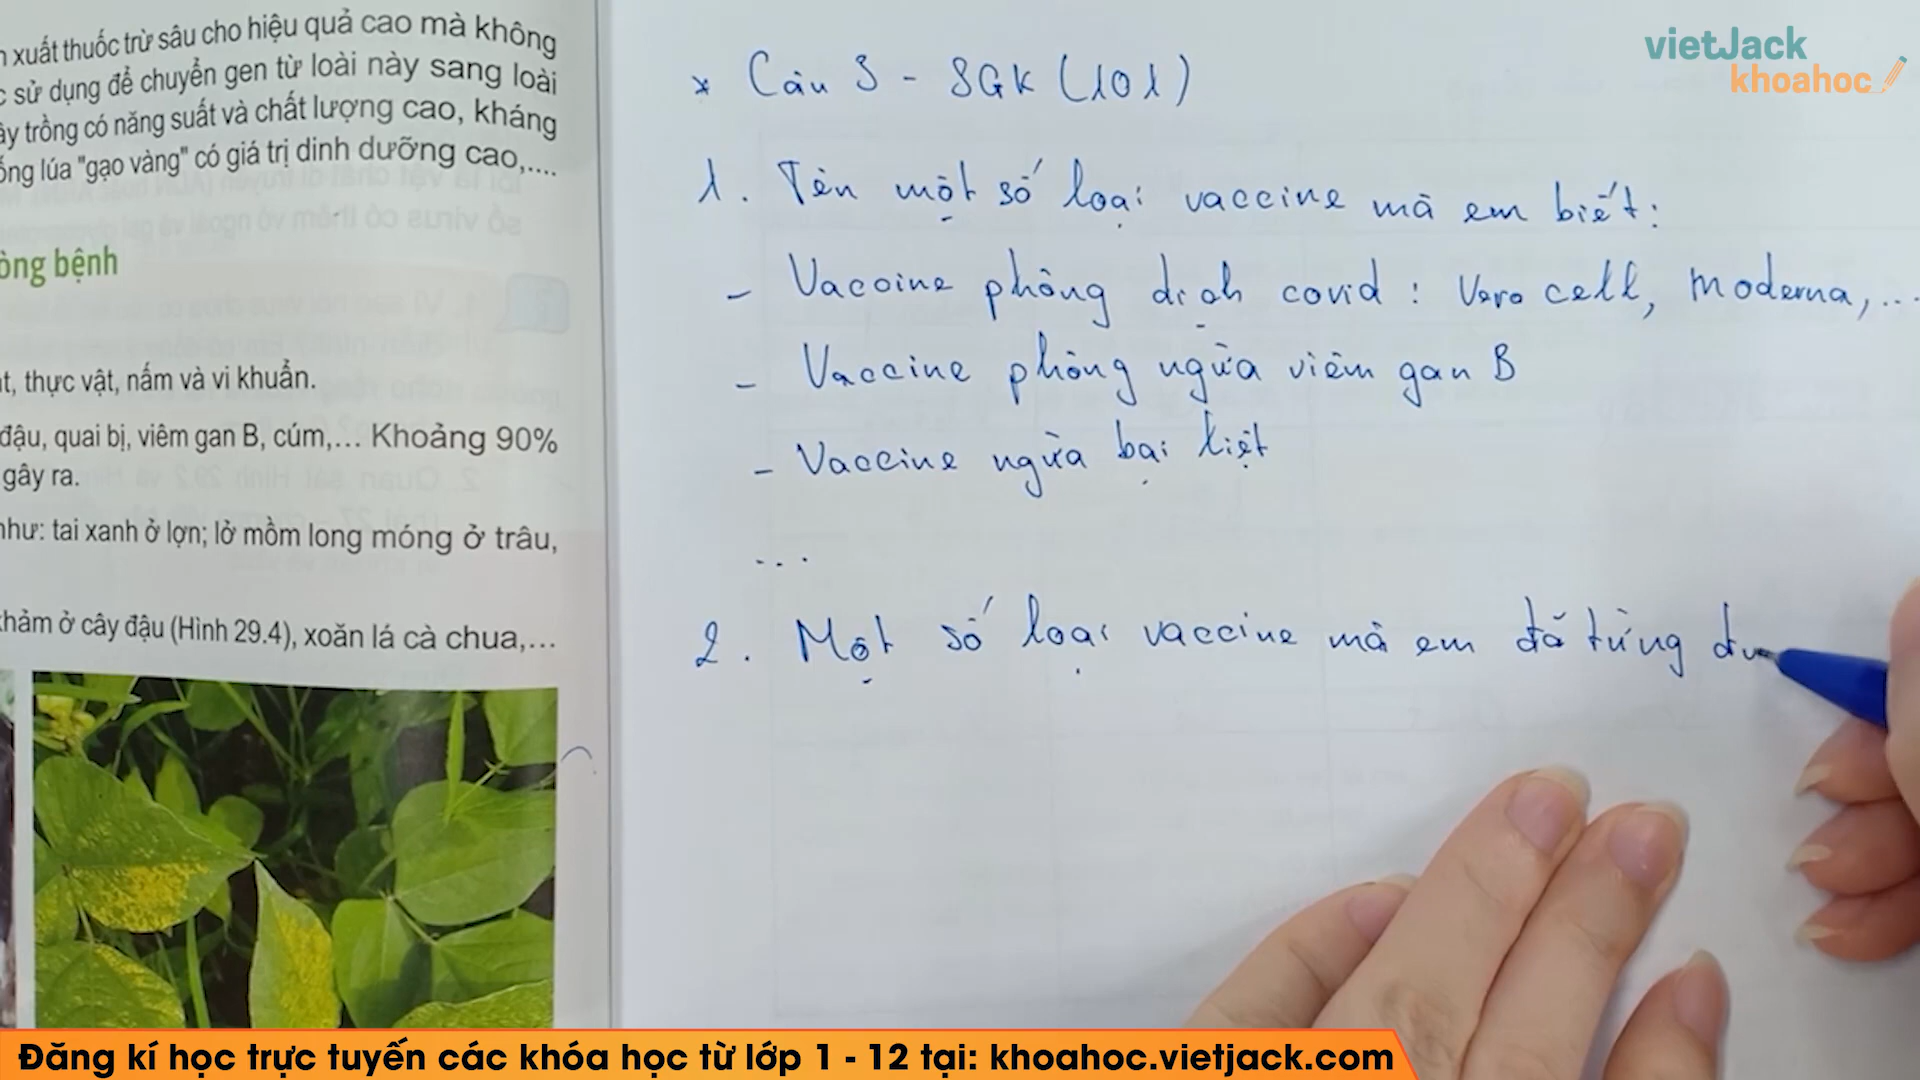 xuất thuốc trừ sâu cho hiệu quả cao mà không
sử dụng để chuyển gen từ loài này sang loài
trồng có năng suất và chất lượng cao, kháng
lúa "gạo vàng" có giá trị dinh dưỡng cao,....
bệnh
thực vật, nấm và vi khuẩn.
đậu, quai bị, viêm gan B, cúm,... Khoảng 90%
gây ra.
như: tai xanh ở lợn; lở mồm long móng ở trâu,
khảm ở cây đậu (Hình 29.4), xoăn lá cà chua,...
vietJack
khoahoc
* Câu 3 - SGK (101)
1. Tên một số loại vaccine mà em biết:
- Vaccine phòng dịch covid: Vero cell, Moderna,...
- Vaccine phòng ngừa viêm gan B
- Vaccine ngừa bại liệt
...
2. Một số loại vaccine mà em đã từng đư
Đăng kí học trực tuyến các khóa học từ lớp 1 - 12 tại: khoahoc.vietjack.com